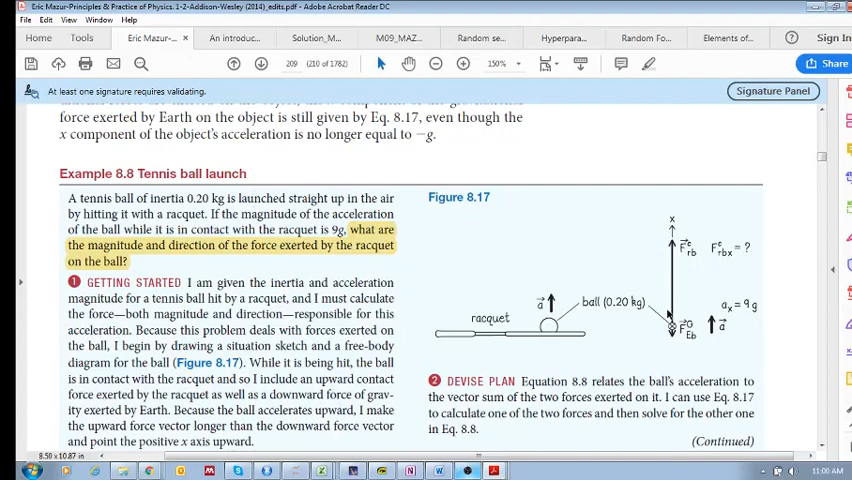 Eric Mazur-Principles & Practice of Physics. 1-2-Addison-Wesley (2014)_edits.pdf - Adobe Acrobat Reader DC
File Edit View Window Help
Home Tools Eric Mazur-... × An introduc... Solution_M... M09_MAZ... Random se... Hyperpara... Random Fo... Elements of...
209 (210 of 1782) 150% Share
At least one signature requires validating. Signature Panel
force exerted by Earth on the object is still given by Eq. 8.17, even though the
x component of the object's acceleration is no longer equal to −g.
Example 8.8 Tennis ball launch
A tennis ball of inertia 0.20 kg is launched straight up in the air
by hitting it with a racquet. If the magnitude of the acceleration
of the ball while it is in contact with the racquet is 9g, what are
the magnitude and direction of the force exerted by the racquet
on the ball?
1 GETTING STARTED I am given the inertia and acceleration
magnitude for a tennis ball hit by a racquet, and I must calculate
the force—both magnitude and direction—responsible for this
acceleration. Because this problem deals with forces exerted on
the ball, I begin by drawing a situation sketch and a free-body
diagram for the ball (Figure 8.17). While it is being hit, the ball
is in contact with the racquet and so I include an upward contact
force exerted by the racquet as well as a downward force of grav-
ity exerted by Earth. Because the ball accelerates upward, I make
the upward force vector longer than the downward force vector
and point the positive x axis upward.
Figure 8.17
x
F⃗ᶜrb Fᶜrbx = ?
a⃗ ball (0.20 kg) aₓ = 9g
racquet F⃗ᴳEb a⃗
2 DEVISE PLAN Equation 8.8 relates the ball's acceleration to
the vector sum of the two forces exerted on it. I can use Eq. 8.17
to calculate one of the two forces and then solve for the other one
in Eq. 8.8.
(Continued)
8.50 x 10.87 in
11:00 AM